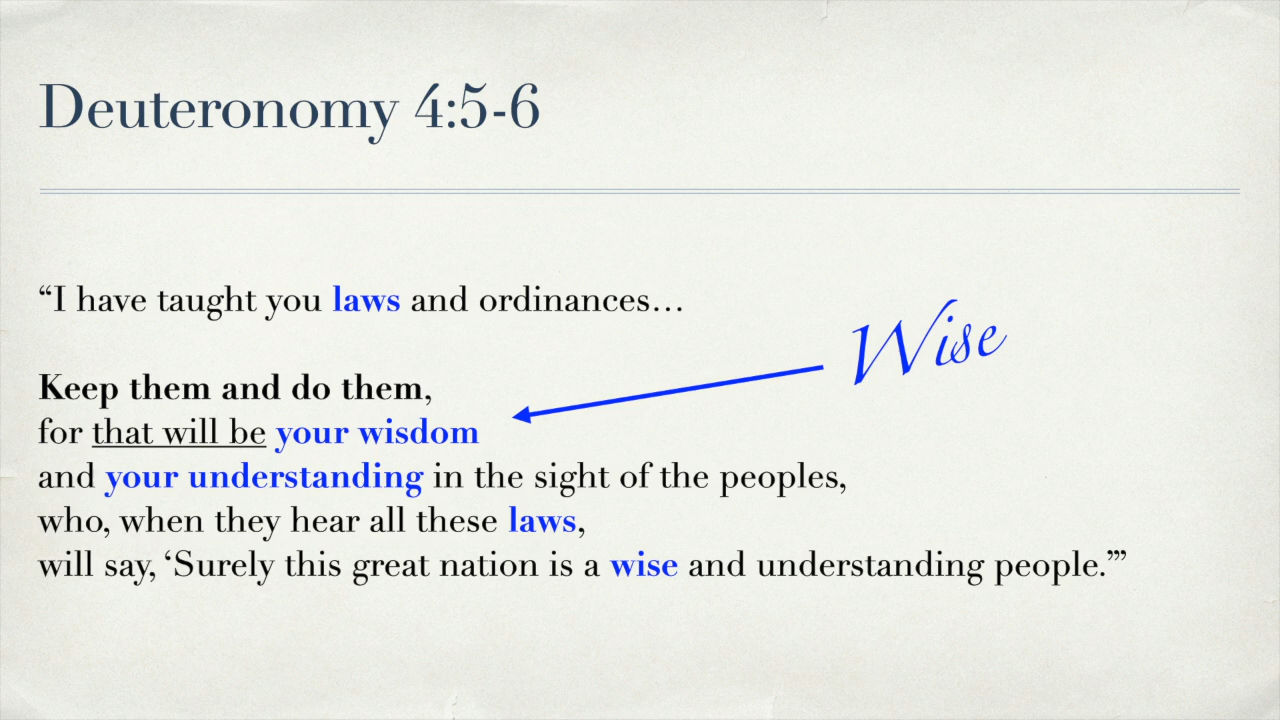 Deuteronomy 4:5-6
“I have taught you laws and ordinances…
Wise
Keep them and do them,
for that will be your wisdom
and your understanding in the sight of the peoples,
who, when they hear all these laws,
will say, ‘Surely this great nation is a wise and understanding people.’”